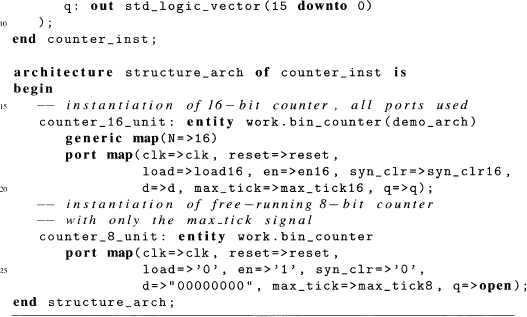 q: out std_logic_vector(15 downto 0)
10 );
end counter_inst;
architecture structure_arch of counter_inst is
begin
15 -- instantiation of 16-bit counter, all ports used
counter_16_unit: entity work.bin_counter(demo_arch)
generic map(N=>16)
port map(clk=>clk, reset=>reset,
load=>load16, en=>en16, syn_clr=>syn_clr16,
20 d=>d, max_tick=>max_tick16, q=>q);
-- instantiation of free-running 8-bit counter
-- with only the max_tick signal
counter_8_unit: entity work.bin_counter
port map(clk=>clk, reset=>reset,
25 load=>'0', en=>'1', syn_clr=>'0',
d=>"00000000", max_tick=>max_tick8, q=>open);
end structure_arch;